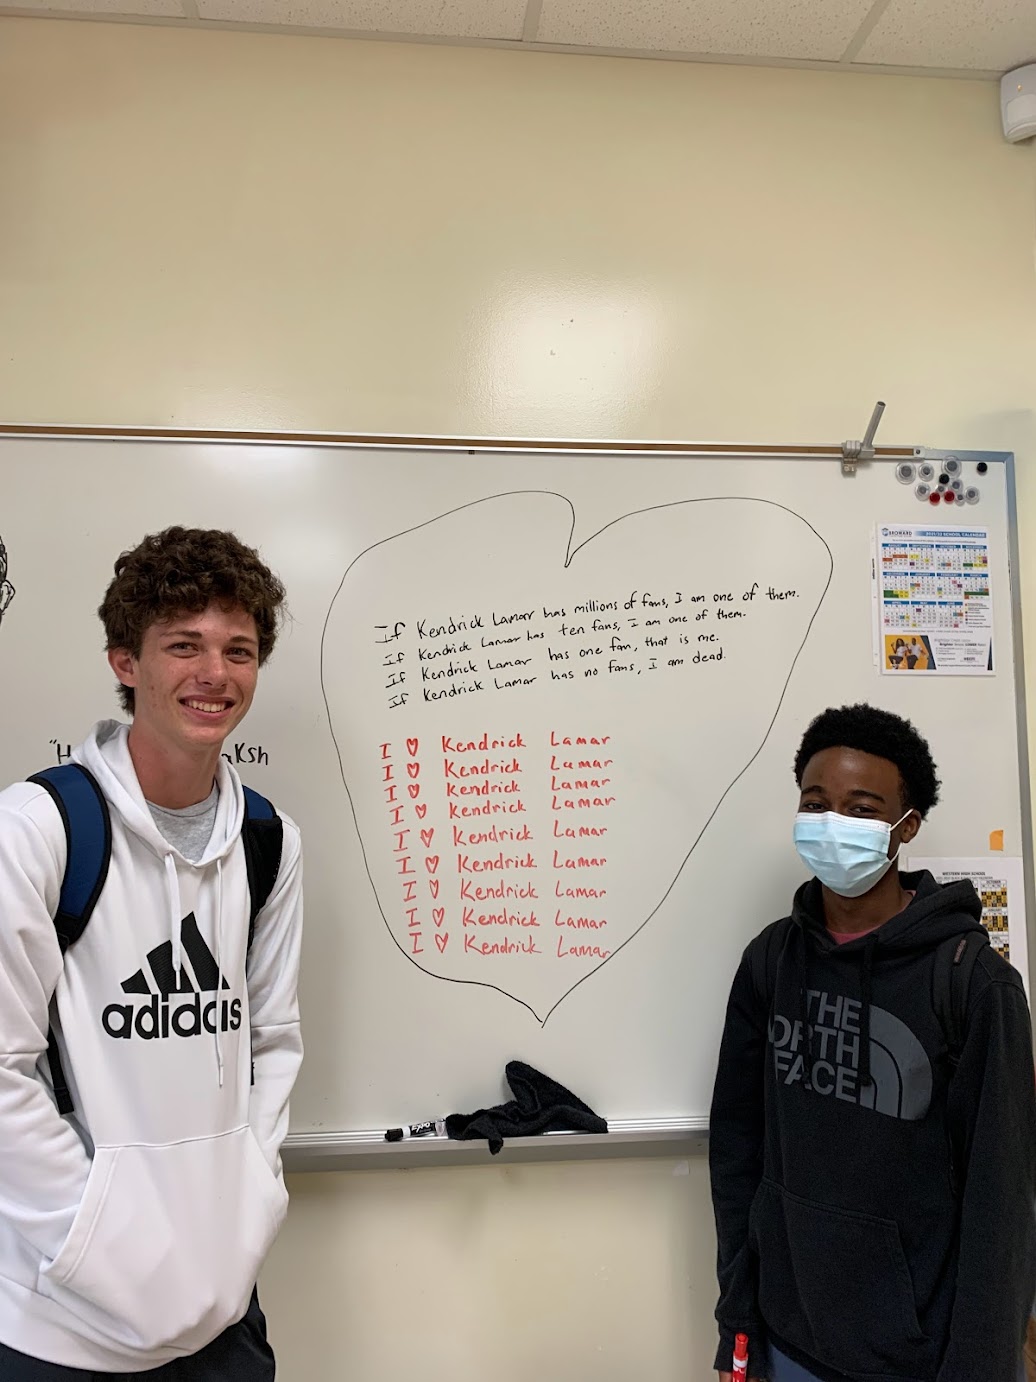 If Kendrick Lamar has millions of fans, I am one of them.
If Kendrick Lamar has ten fans, I am one of them.
If Kendrick Lamar has one fan, that is me.
If Kendrick Lamar has no fans, I am dead.
I ♡ Kendrick Lamar
I ♡ Kendrick Lamar
I ♡ Kendrick Lamar
I ♡ Kendrick Lamar
I ♡ Kendrick Lamar
I ♡ Kendrick Lamar
I ♡ Kendrick Lamar
I ♡ Kendrick Lamar
I ♡ Kendrick Lamar
adidas
THE
NORTH
FACE
BROWARD
2021/22 SCHOOL CALENDAR
WESTERN HIGH SCHOOL
EXPO